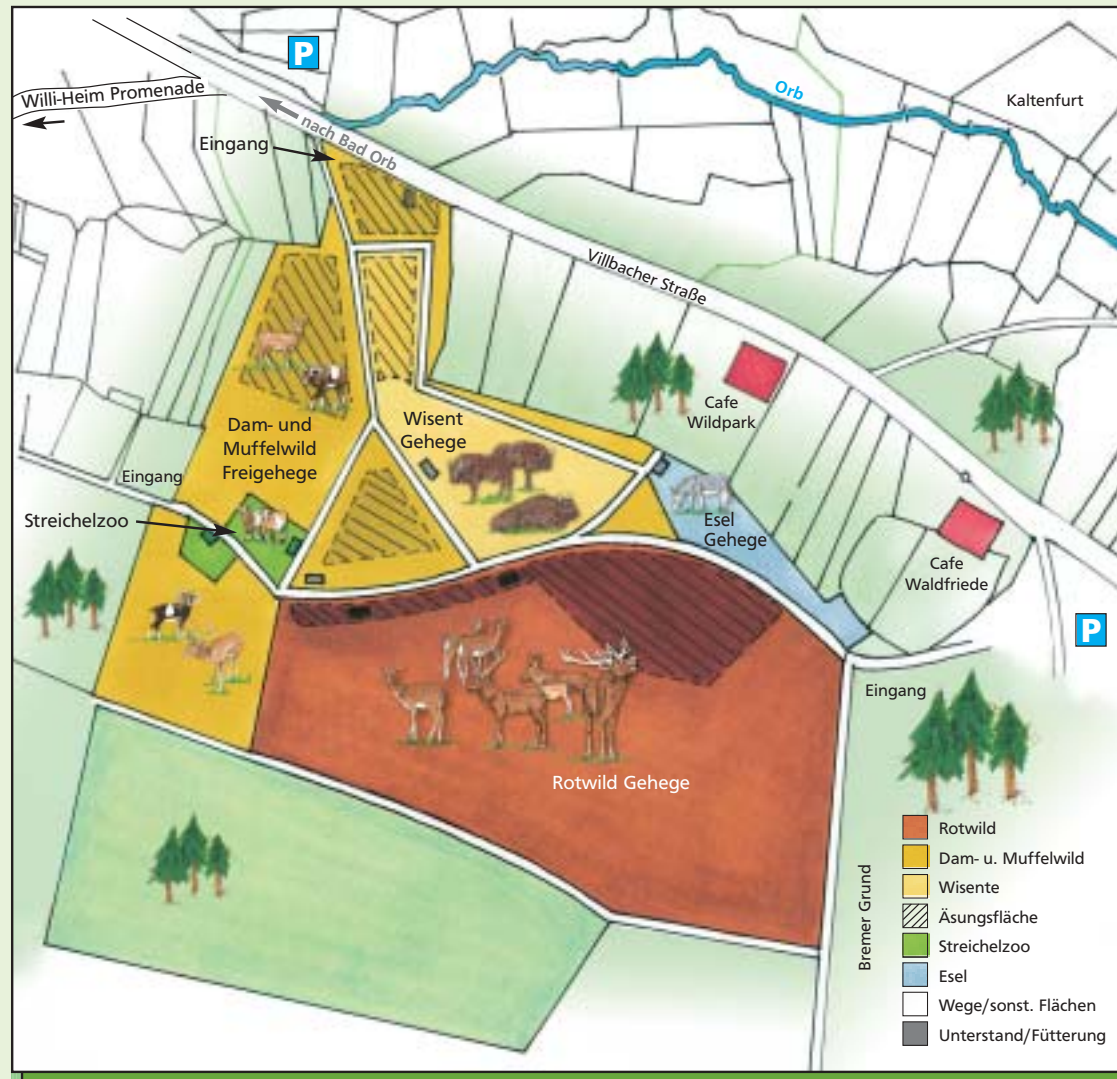 P
Willi-Heim Promenade
Orb
Kaltenfurt
nach Bad Orb
Eingang
Villbacher Straße
Cafe
Wildpark
Wisent
Gehege
Dam- und
Muffelwild
Freigehege
Eingang
Streichelzoo
Esel
Gehege
Cafe
Waldfriede
P
Eingang
Rotwild Gehege
Bremer Grund
Rotwild
Dam- u. Muffelwild
Wisente
Äsungsfläche
Streichelzoo
Esel
Wege/sonst. Flächen
Unterstand/Fütterung